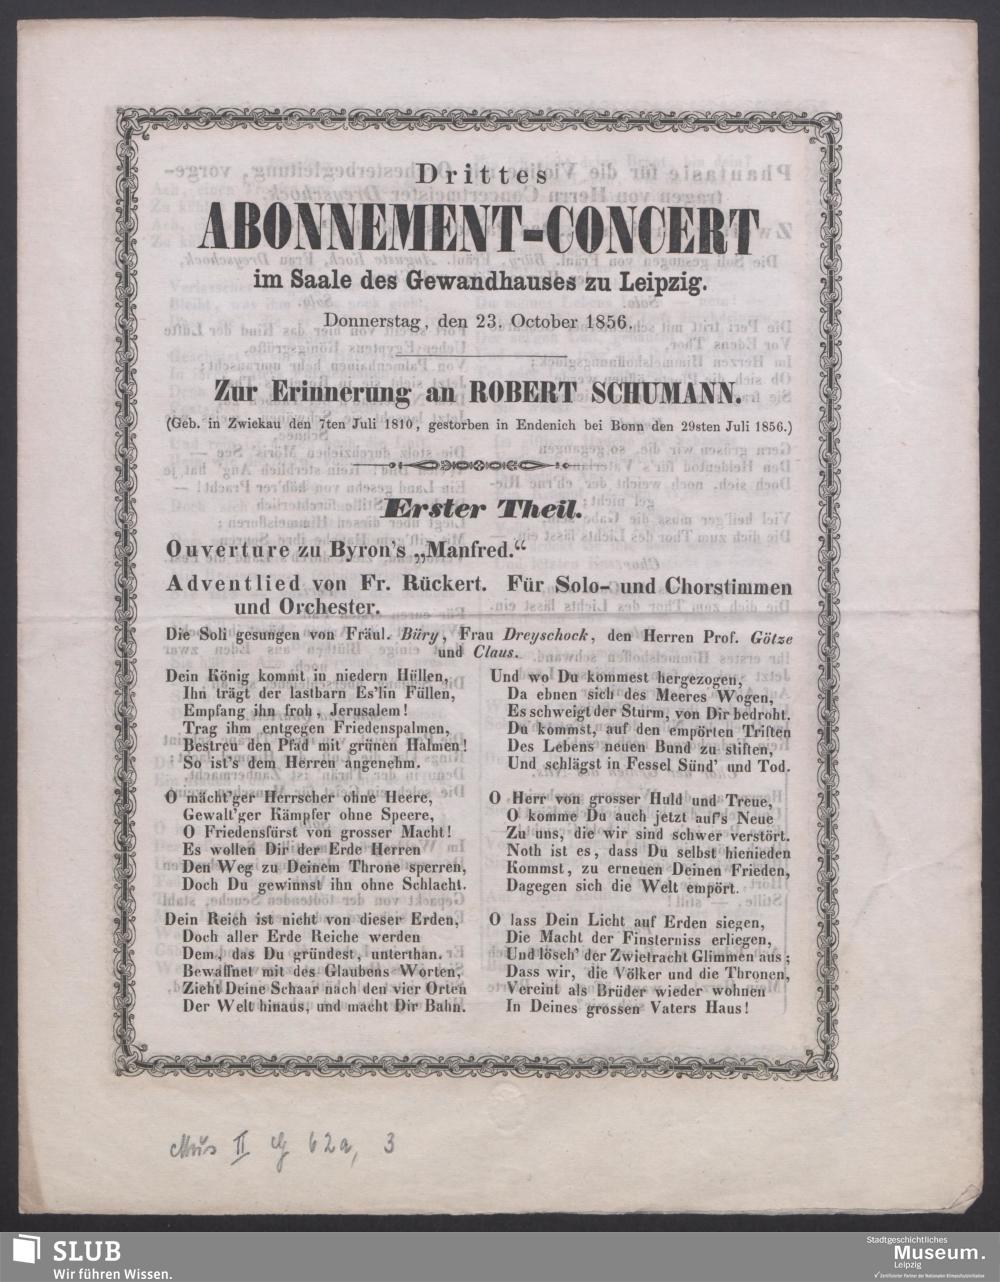 Drittes
ABONNEMENT-CONCERT
im Saale des Gewandhauses zu Leipzig.
Donnerstag, den 23. October 1856.
Zur Erinnerung an ROBERT SCHUMANN.
(Geb. in Zwickau den 7ten Juli 1810, gestorben in Endenich bei Bonn den 29sten Juli 1856.)
Erster Theil.
Ouverture zu Byron's „Manfred.“
Adventlied von Fr. Rückert. Für Solo- und Chorstimmen
und Orchester.
Die Soli gesungen von Fräul. Büry, Frau Dreyschock, den Herren Prof. Götze
und Claus.
Dein König kommt in niedern Hüllen,
Ihn trägt der lastbarn Es'lin Füllen,
Empfang ihn froh, Jerusalem!
Trag ihm entgegen Friedenspalmen,
Bestreu den Pfad mit grünen Halmen!
So ist's dem Herren angenehm.
O mächt'ger Herrscher ohne Heere,
Gewalt'ger Kämpfer ohne Speere,
O Friedensfürst von grosser Macht!
Es wollen Dir der Erde Herren
Den Weg zu Deinem Throne sperren,
Doch Du gewinnst ihn ohne Schlacht.
Dein Reich ist nicht von dieser Erden,
Doch aller Erde Reiche werden
Dem, das Du gründest, unterthan.
Bewaffnet mit des Glaubens Worten,
Zieht Deine Schaar nach den vier Orten
Der Welt hinaus, und macht Dir Bahn.
Und wo Du kommest hergezogen,
Da ebnen sich des Meeres Wogen,
Es schweigt der Sturm, von Dir bedroht.
Du kommst, auf den empörten Triften
Des Lebens neuen Bund zu stiften,
Und schlägst in Fessel Sünd' und Tod.
O Herr von grosser Huld und Treue,
O komme Du auch jetzt auf's Neue
Zu uns, die wir sind schwer verstört.
Noth ist es, dass Du selbst hienieden
Kommst, zu erneuen Deinen Frieden,
Dagegen sich die Welt empört.
O lass Dein Licht auf Erden siegen,
Die Macht der Finsterniss erliegen,
Und lösch' der Zwietracht Glimmen aus;
Dass wir, die Völker und die Thronen,
Vereint als Brüder wieder wohnen
In Deines grossen Vaters Haus!
Mus II 62a, 3
SLUB
Wir führen Wissen.
Stadtgeschichtliches
Museum.
Leipzig